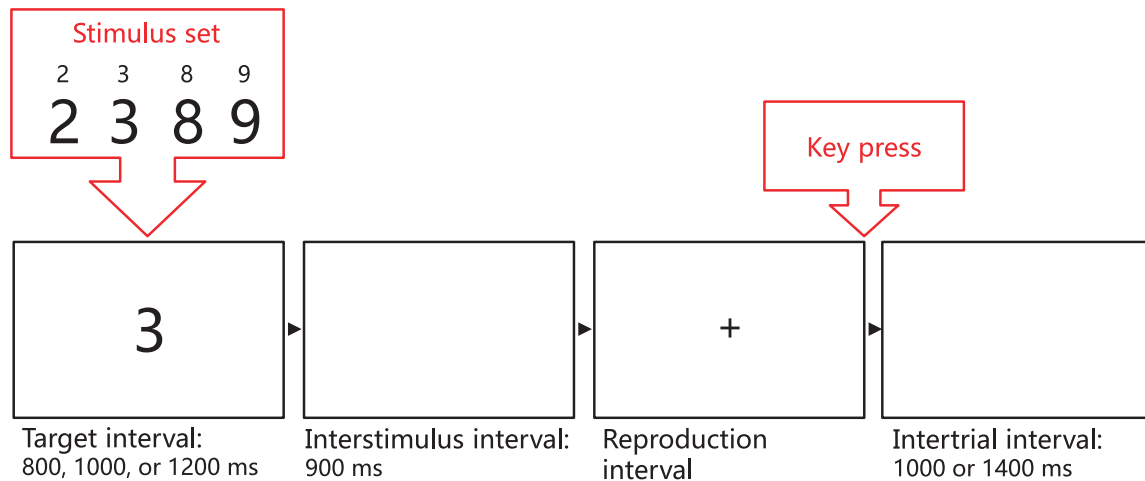 Stimulus set
2 3 8 9
2 3 8 9
Key press
3
+
Target interval:
800, 1000, or 1200 ms
Interstimulus interval:
900 ms
Reproduction
interval
Intertrial interval:
1000 or 1400 ms